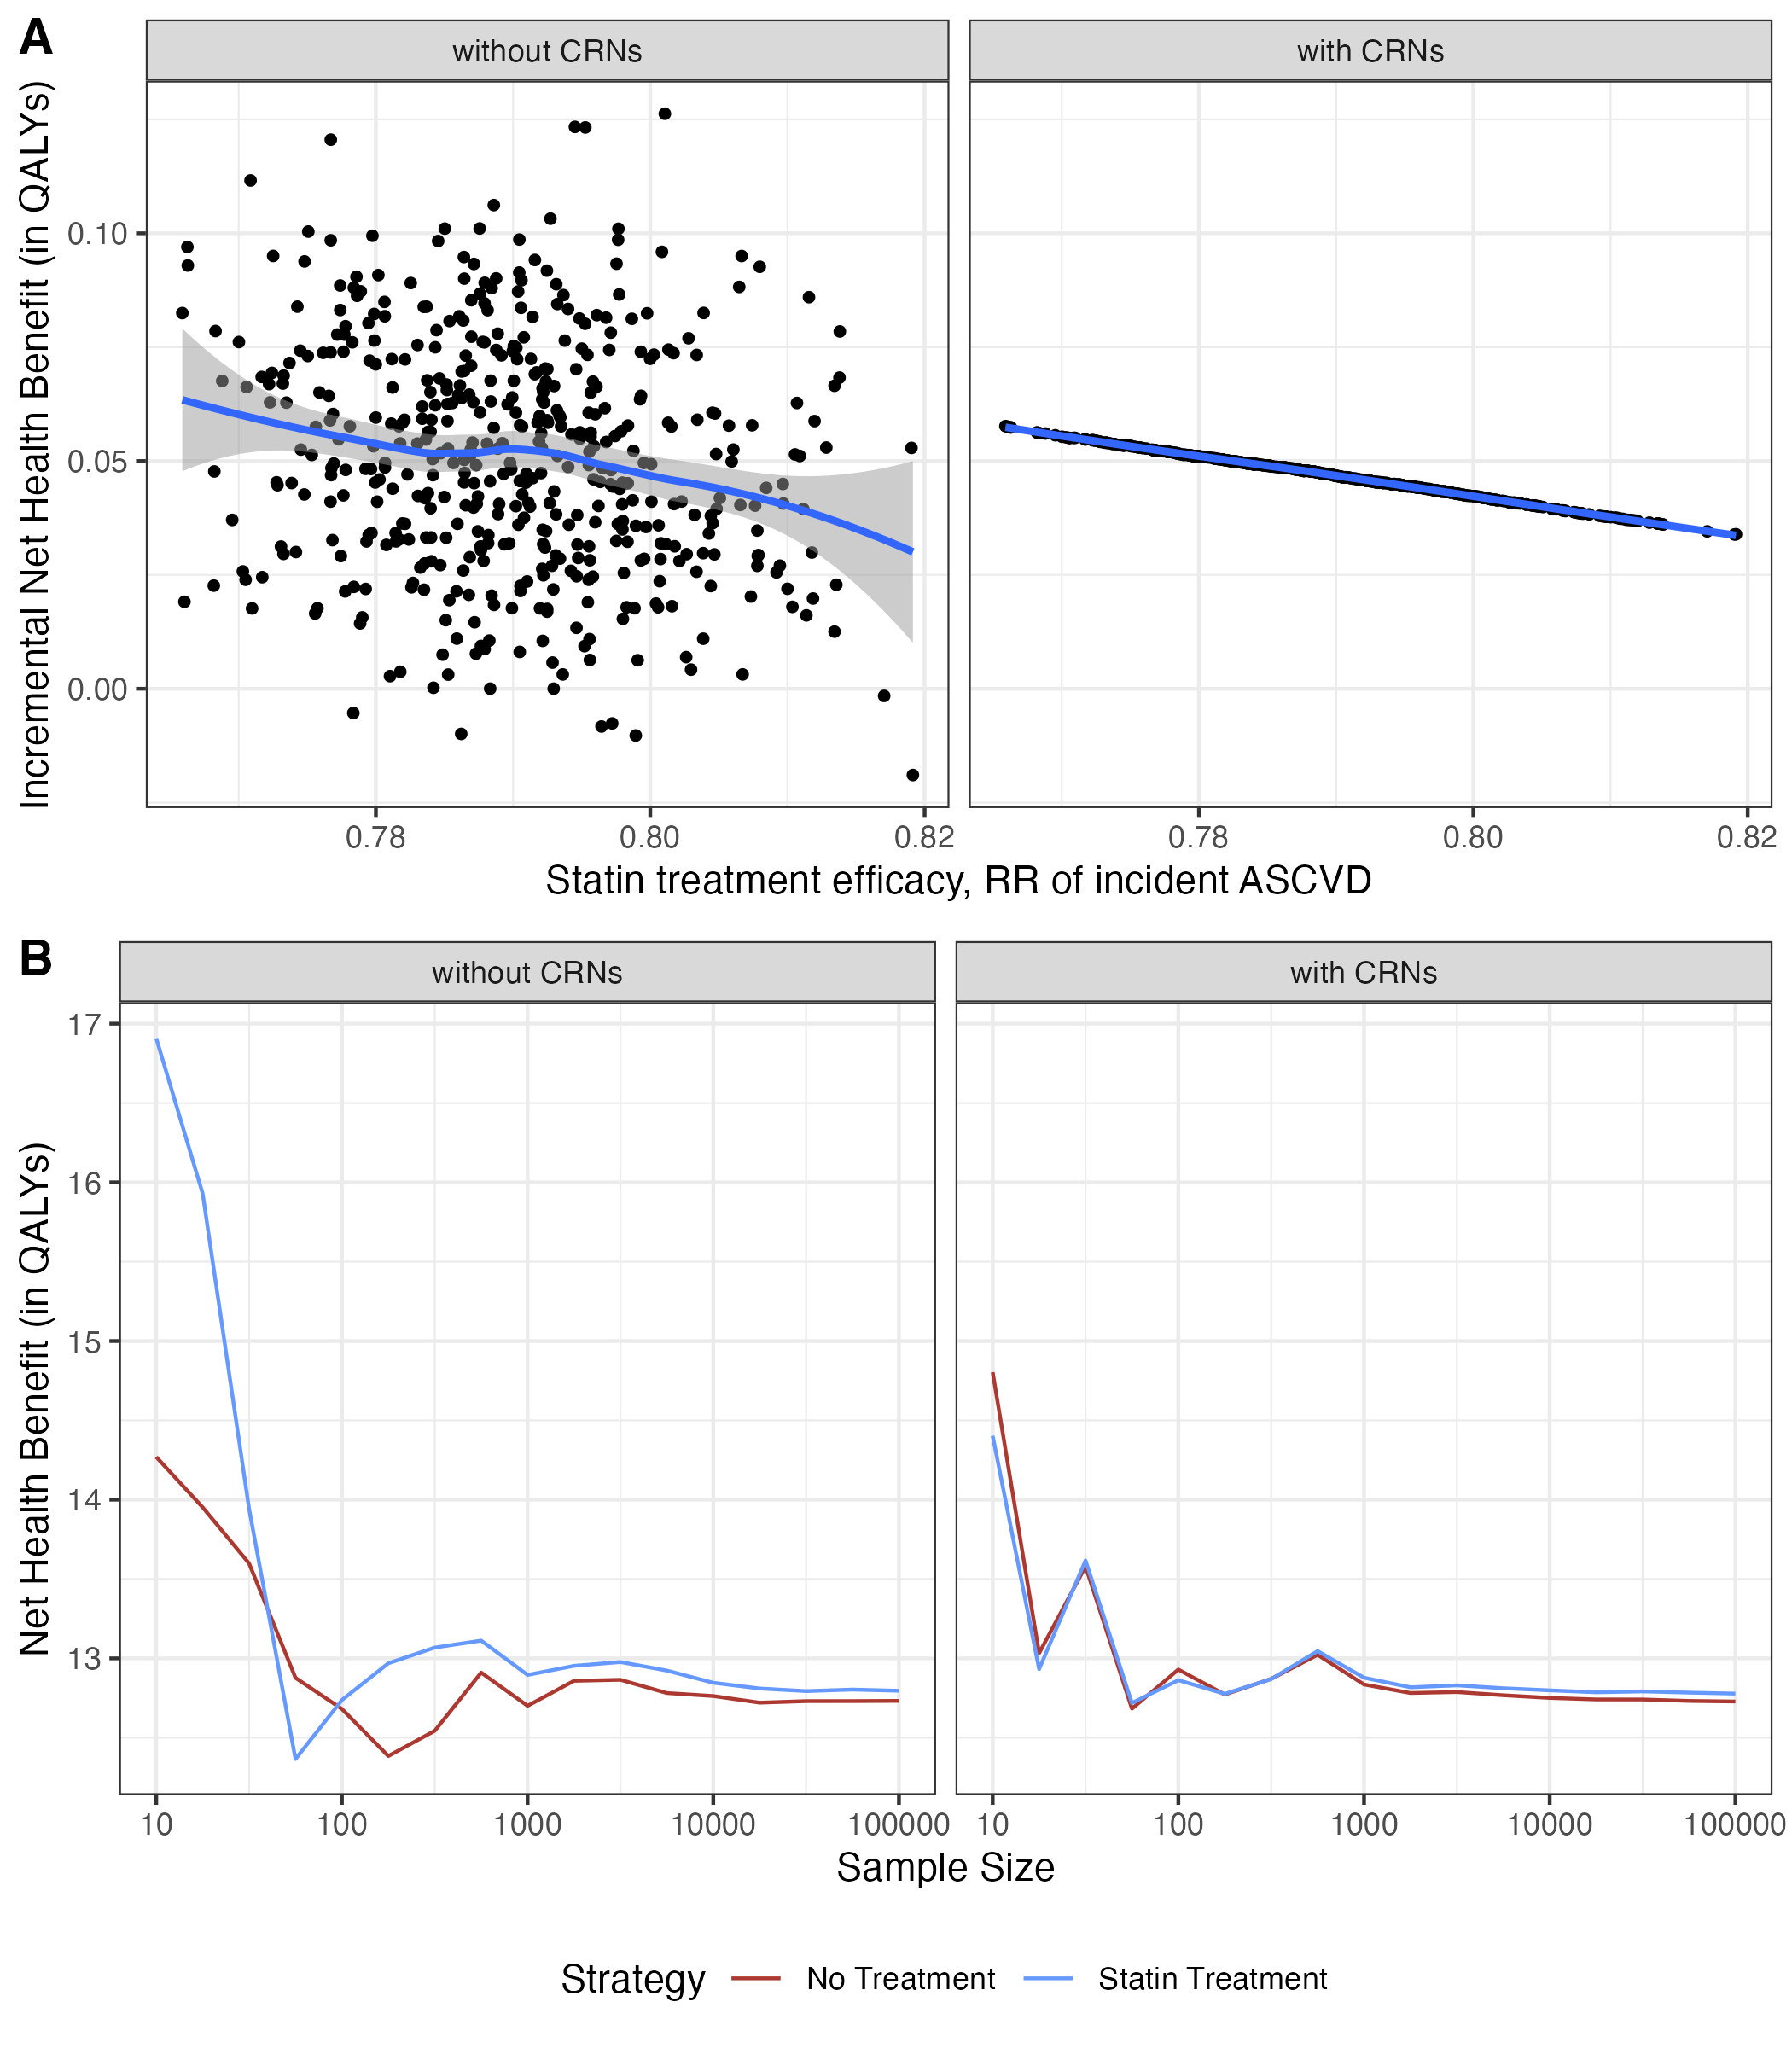 A
without CRNs
with CRNs
Incremental Net Health Benefit (in QALYs)
0.10
0.05
0.00
0.78
0.80
0.82
0.78
0.80
0.82
Statin treatment efficacy, RR of incident ASCVD
B
without CRNs
with CRNs
Net Health Benefit (in QALYs)
17
16
15
14
13
10
100
1000
10000
100000
10
100
1000
10000
100000
Sample Size
Strategy
No Treatment
Statin Treatment